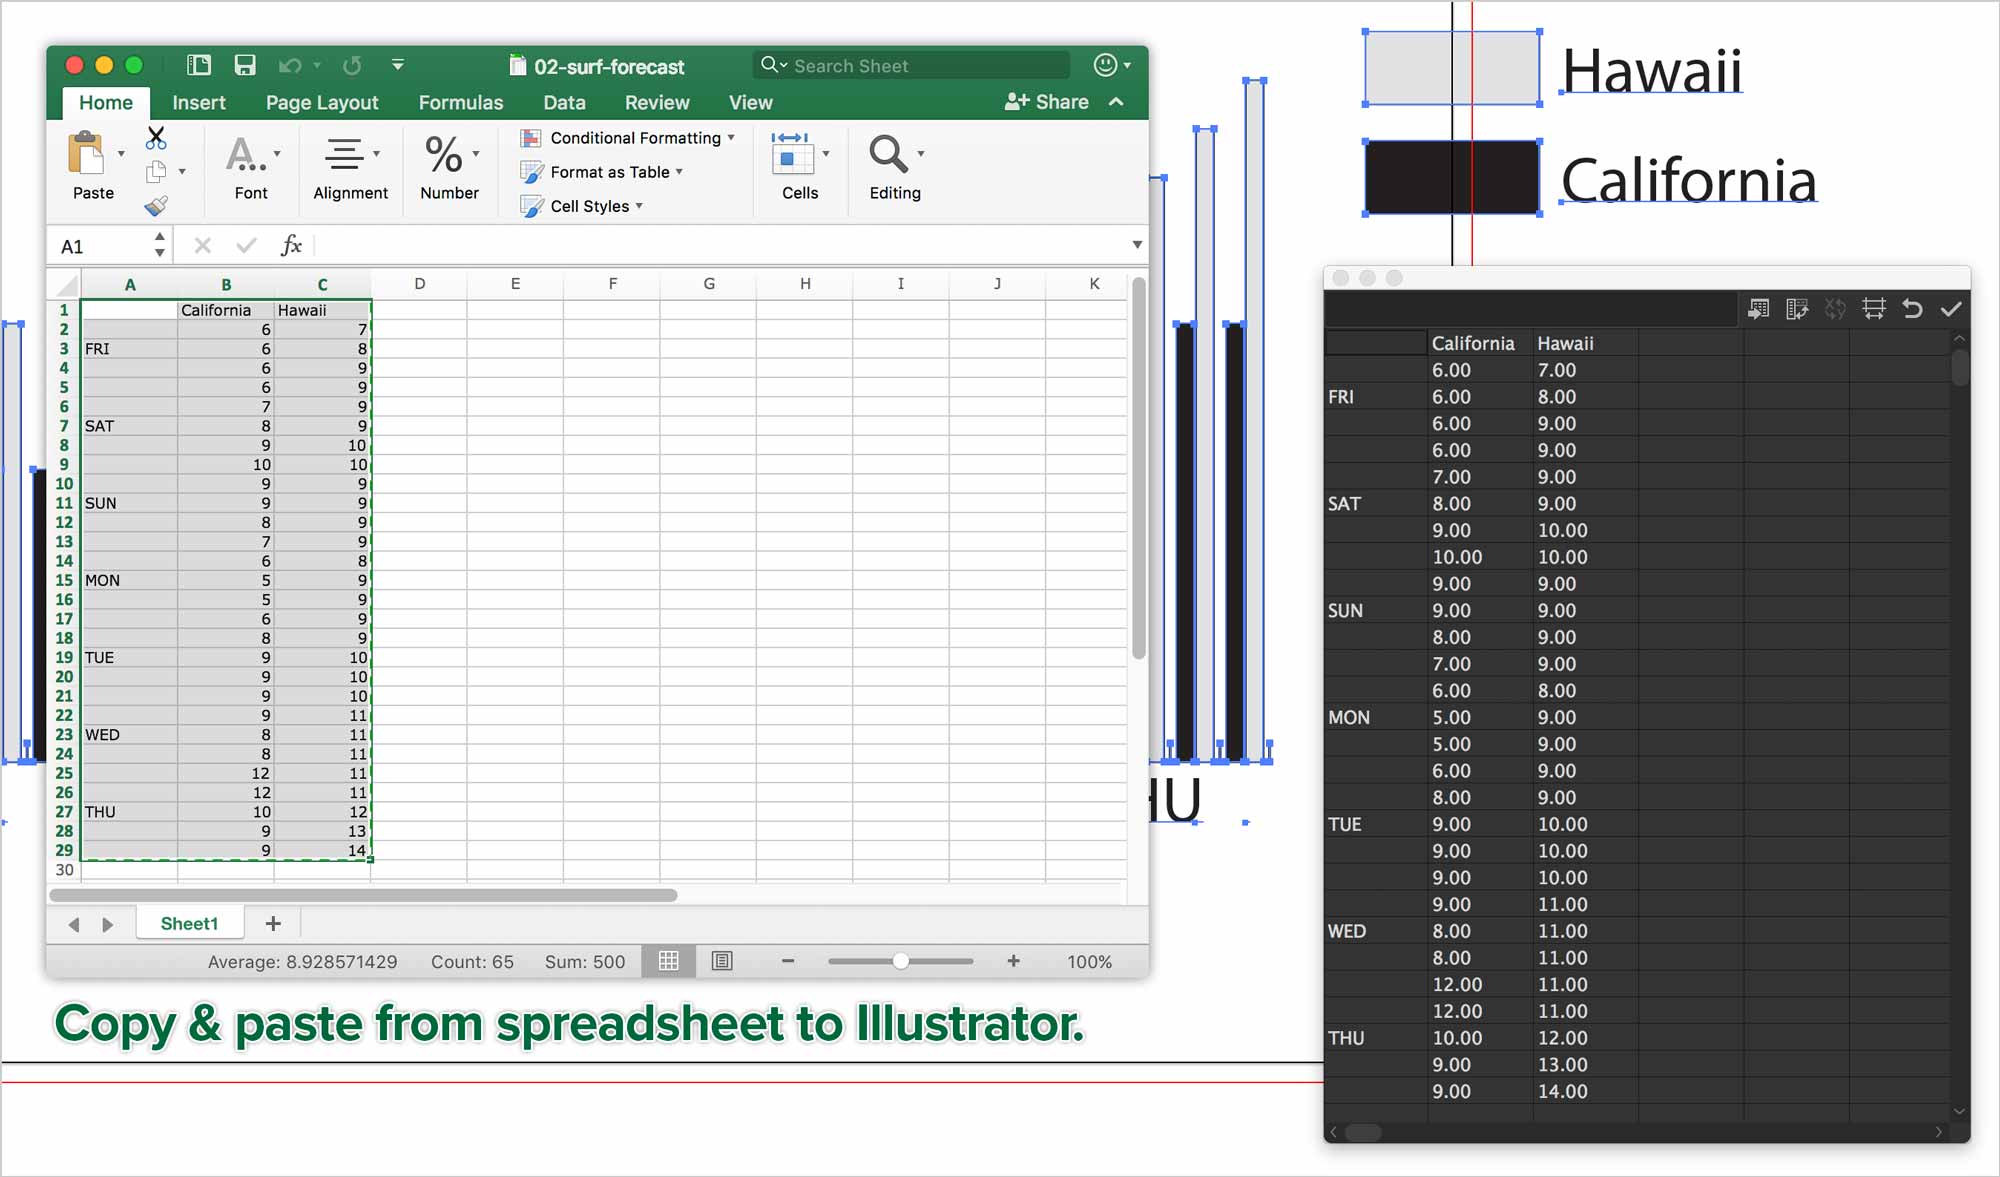 02-surf-forecast
Search Sheet
Home Insert Page Layout Formulas Data Review View Share
Paste Font Alignment Number Conditional Formatting Format as Table Cell Styles Cells Editing
A1 fx
A B C D E F G H I J K
1 California Hawaii
2 6 7
3 FRI 6 8
4 6 9
5 6 9
6 7 9
7 SAT 8 9
8 9 10
9 10 10
10 9 9
11 SUN 9 9
12 8 9
13 7 9
14 6 8
15 MON 5 9
16 5 9
17 6 9
18 8 9
19 TUE 9 10
20 9 10
21 9 10
22 9 11
23 WED 8 11
24 8 11
25 12 11
26 12 11
27 THU 10 12
28 9 13
29 9 14
30
Sheet1
Average: 8.928571429 Count: 65 Sum: 500 100%
Copy & paste from spreadsheet to Illustrator.
HU
Hawaii
California
California Hawaii
6.00 7.00
FRI 6.00 8.00
6.00 9.00
6.00 9.00
7.00 9.00
SAT 8.00 9.00
9.00 10.00
10.00 10.00
9.00 9.00
SUN 9.00 9.00
8.00 9.00
7.00 9.00
6.00 8.00
MON 5.00 9.00
5.00 9.00
6.00 9.00
8.00 9.00
TUE 9.00 10.00
9.00 10.00
9.00 10.00
9.00 11.00
WED 8.00 11.00
8.00 11.00
12.00 11.00
12.00 11.00
THU 10.00 12.00
9.00 13.00
9.00 14.00